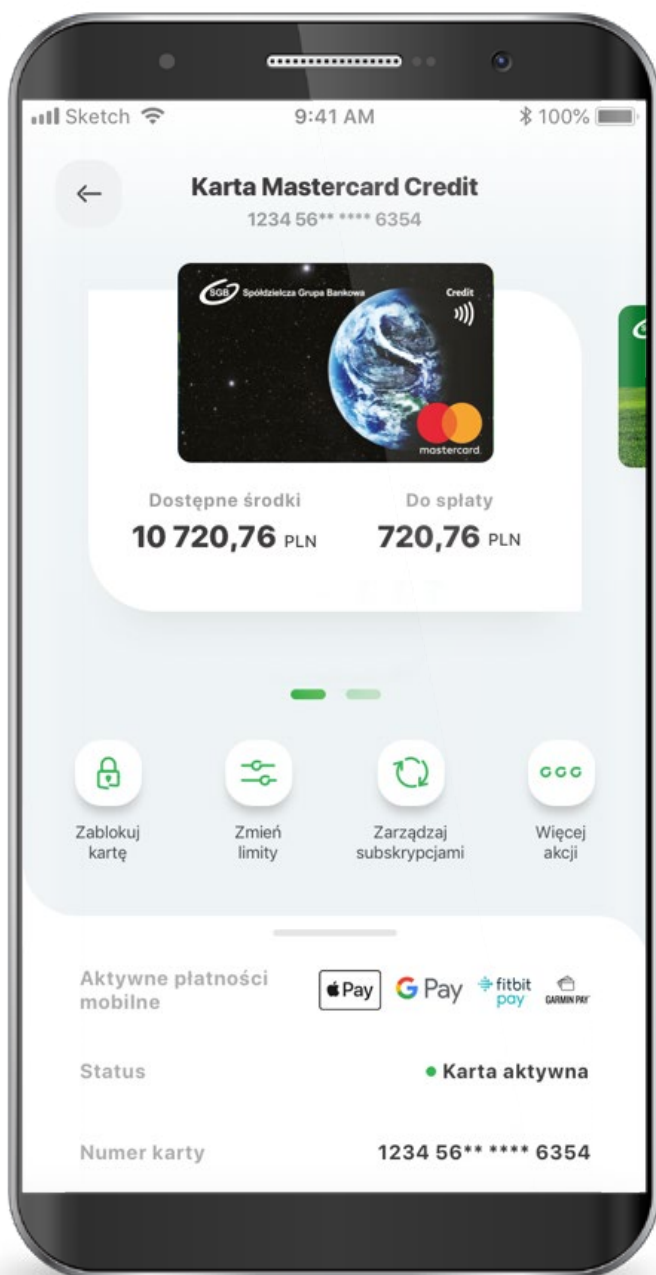 Sketch 9:41 AM 100%
Karta Mastercard Credit
1234 56** **** 6354
SGB Spółdzielcza Grupa Bankowa Credit
mastercard.
Dostępne środki Do spłaty
10 720,76 PLN 720,76 PLN
Zablokuj
kartę
Zmień
limity
Zarządzaj
subskrypcjami
Więcej
akcji
Aktywne płatności
mobilne
Pay G Pay fitbit
pay GARMIN PAY
Status Karta aktywna
Numer karty 1234 56** **** 6354